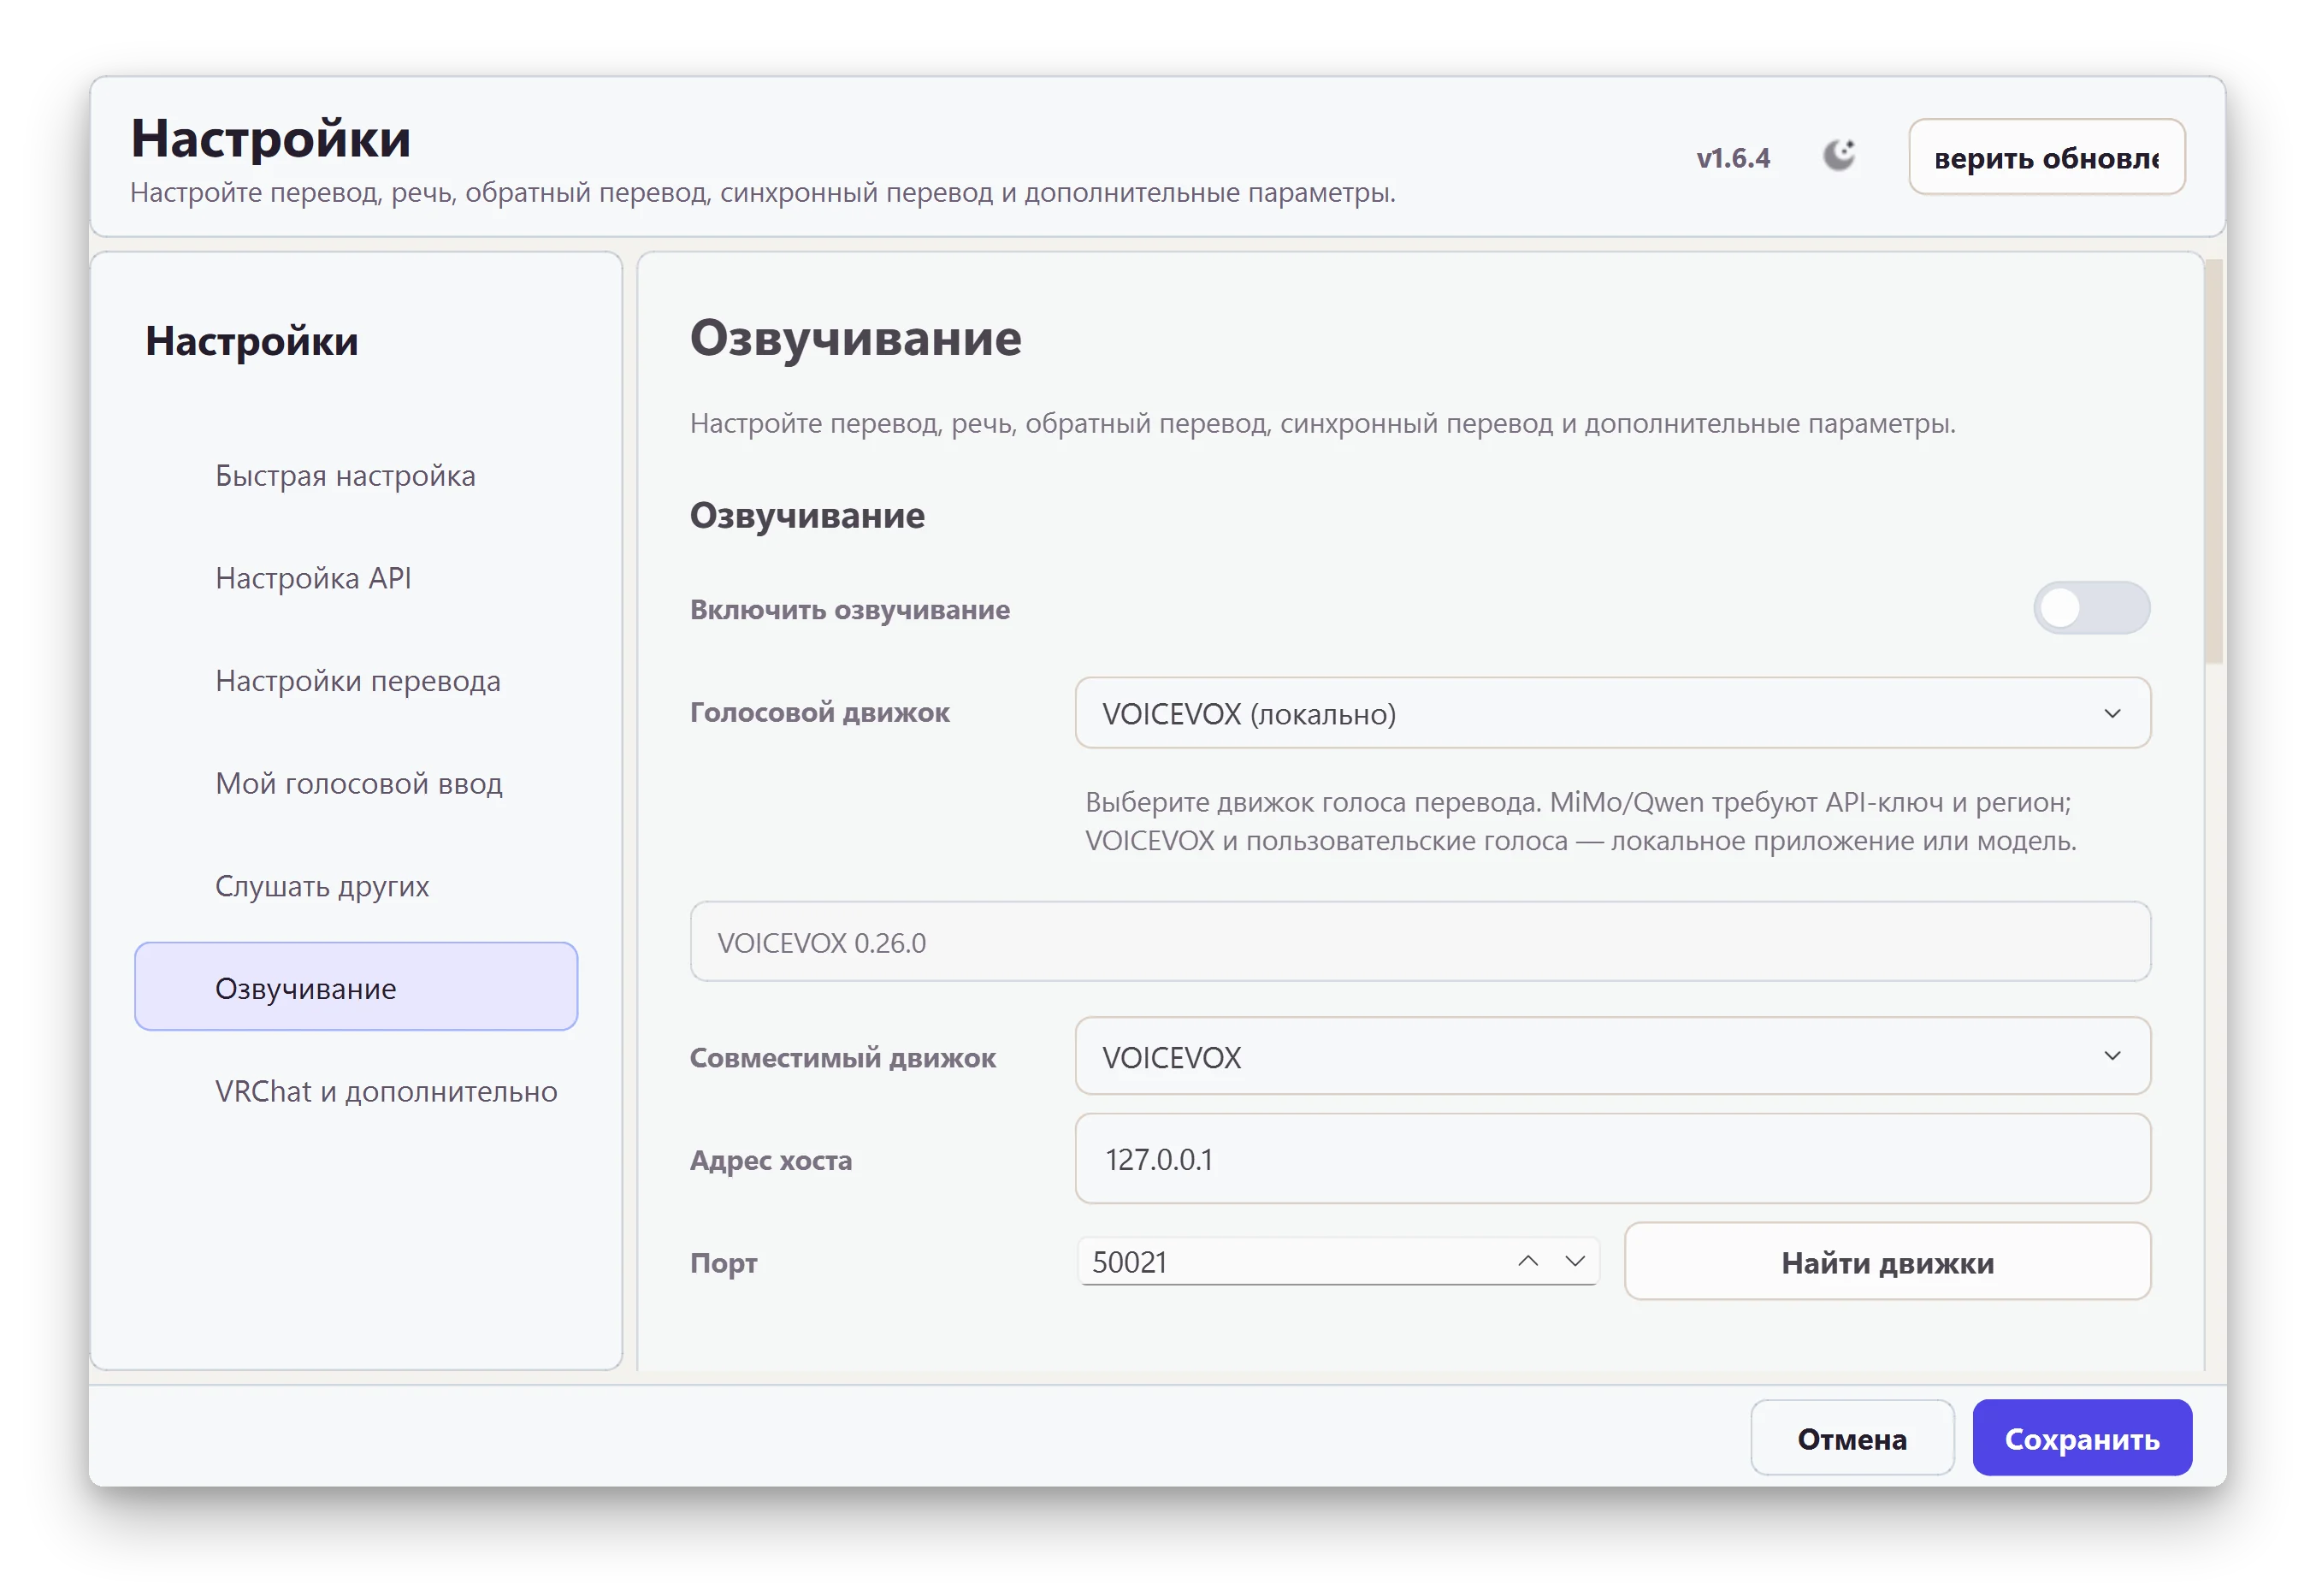 Настройки
Настройте перевод, речь, обратный перевод, синхронный перевод и дополнительные параметры.
v1.6.4
верить обновле
Настройки
Быстрая настройка
Настройка API
Настройки перевода
Мой голосовой ввод
Слушать других
Озвучивание
VRChat и дополнительно
Озвучивание
Настройте перевод, речь, обратный перевод, синхронный перевод и дополнительные параметры.
Озвучивание
Включить озвучивание
Голосовой движок
VOICEVOX (локально)
Выберите движок голоса перевода. MiMo/Qwen требуют API-ключ и регион;
VOICEVOX и пользовательские голоса — локальное приложение или модель.
VOICEVOX 0.26.0
Совместимый движок
VOICEVOX
Адрес хоста
127.0.0.1
Порт
50021
Найти движки
Отмена
Сохранить